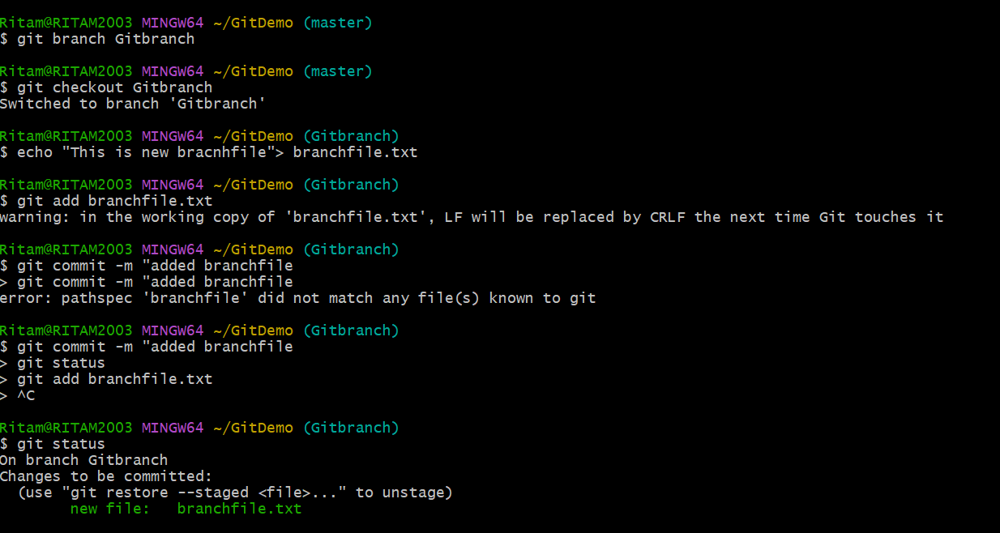 Ritam@RITAM2003 MINGW64 ~/GitDemo (master)
$ git branch Gitbranch
Ritam@RITAM2003 MINGW64 ~/GitDemo (master)
$ git checkout Gitbranch
Switched to branch 'Gitbranch'
Ritam@RITAM2003 MINGW64 ~/GitDemo (Gitbranch)
$ echo "This is new bracnhfile"> branchfile.txt
Ritam@RITAM2003 MINGW64 ~/GitDemo (Gitbranch)
$ git add branchfile.txt
warning: in the working copy of 'branchfile.txt', LF will be replaced by CRLF the next time Git touches it
Ritam@RITAM2003 MINGW64 ~/GitDemo (Gitbranch)
$ git commit -m "added branchfile
> git commit -m "added branchfile
error: pathspec 'branchfile' did not match any file(s) known to git
Ritam@RITAM2003 MINGW64 ~/GitDemo (Gitbranch)
$ git commit -m "added branchfile
> git status
> git add branchfile.txt
> ^C
Ritam@RITAM2003 MINGW64 ~/GitDemo (Gitbranch)
$ git status
On branch Gitbranch
Changes to be committed:
  (use "git restore --staged <file>..." to unstage)
        new file:   branchfile.txt